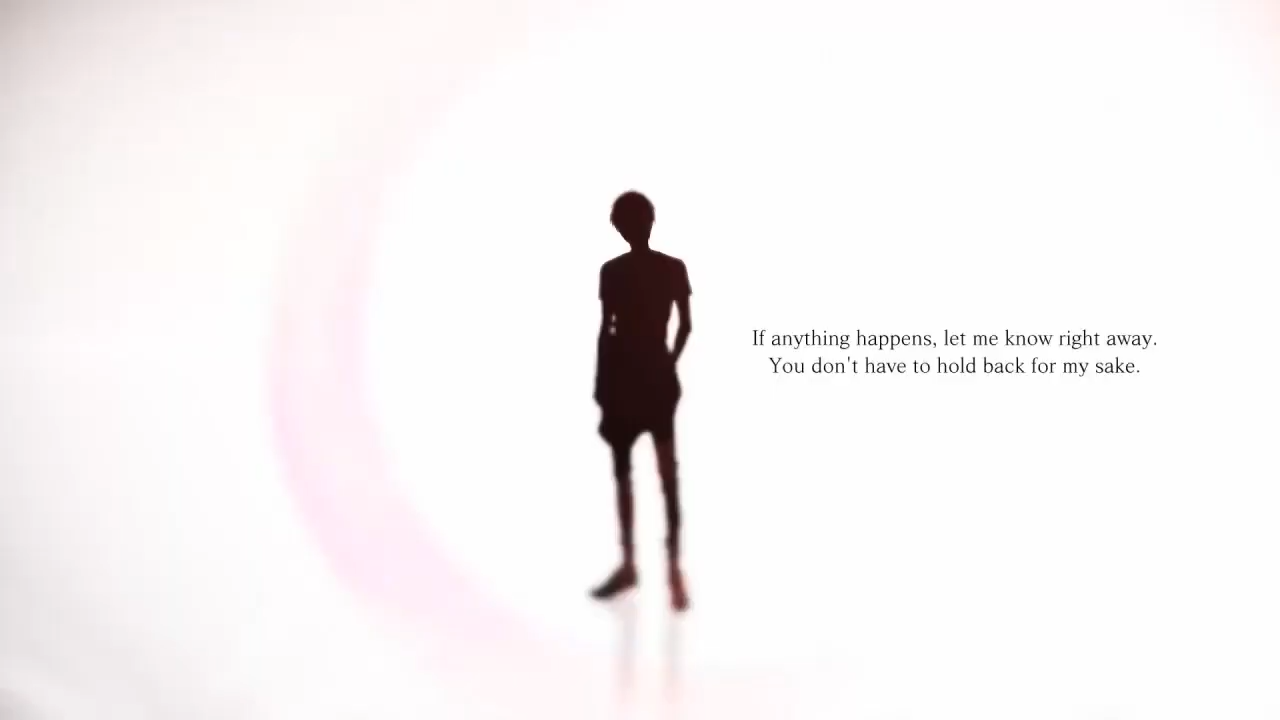 If anything happens, let me know right away.
You don't have to hold back for my sake.